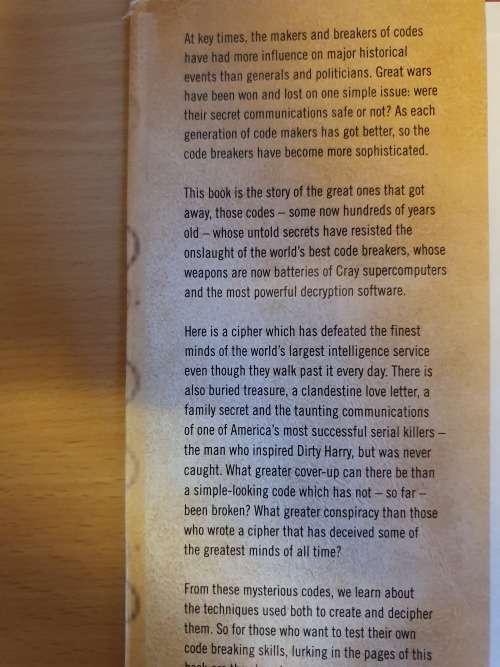 At key times, the makers and breakers of codes
have had more influence on major historical
events than generals and politicians. Great wars
have been won and lost on one simple issue: were
their secret communications safe or not? As each
generation of code makers has got better, so the
code breakers have become more sophisticated.
This book is the story of the great ones that got
away, those codes – some now hundreds of years
old – whose untold secrets have resisted the
onslaught of the world's best code breakers, whose
weapons are now batteries of Cray supercomputers
and the most powerful decryption software.
Here is a cipher which has defeated the finest
minds of the world's largest intelligence service
even though they walk past it every day. There is
also buried treasure, a clandestine love letter, a
family secret and the taunting communications
of one of America's most successful serial killers –
the man who inspired Dirty Harry, but was never
caught. What greater cover-up can there be than
a simple-looking code which has not – so far –
been broken? What greater conspiracy than those
who wrote a cipher that has deceived some of
the greatest minds of all time?
From these mysterious codes, we learn about
the techniques used both to create and decipher
them. So for those who want to test their own
code breaking skills, lurking in the pages of this